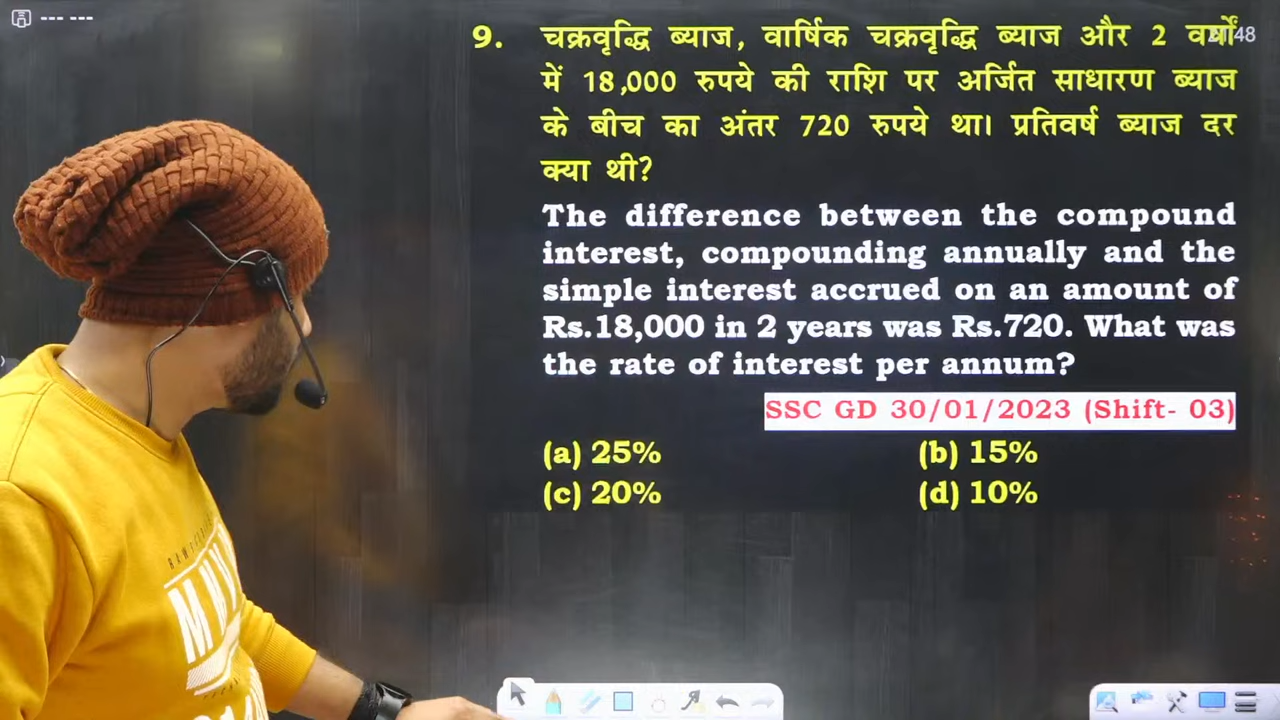 9. चक्रवृद्धि ब्याज, वार्षिक चक्रवृद्धि ब्याज और 2 वर्षों
में 18,000 रुपये की राशि पर अर्जित साधारण ब्याज
के बीच का अंतर 720 रुपये था। प्रतिवर्ष ब्याज दर
क्या थी?
The difference between the compound
interest, compounding annually and the
simple interest accrued on an amount of
Rs.18,000 in 2 years was Rs.720. What was
the rate of interest per annum?
SSC GD 30/01/2023 (Shift- 03)
(a) 25% (b) 15%
(c) 20% (d) 10%